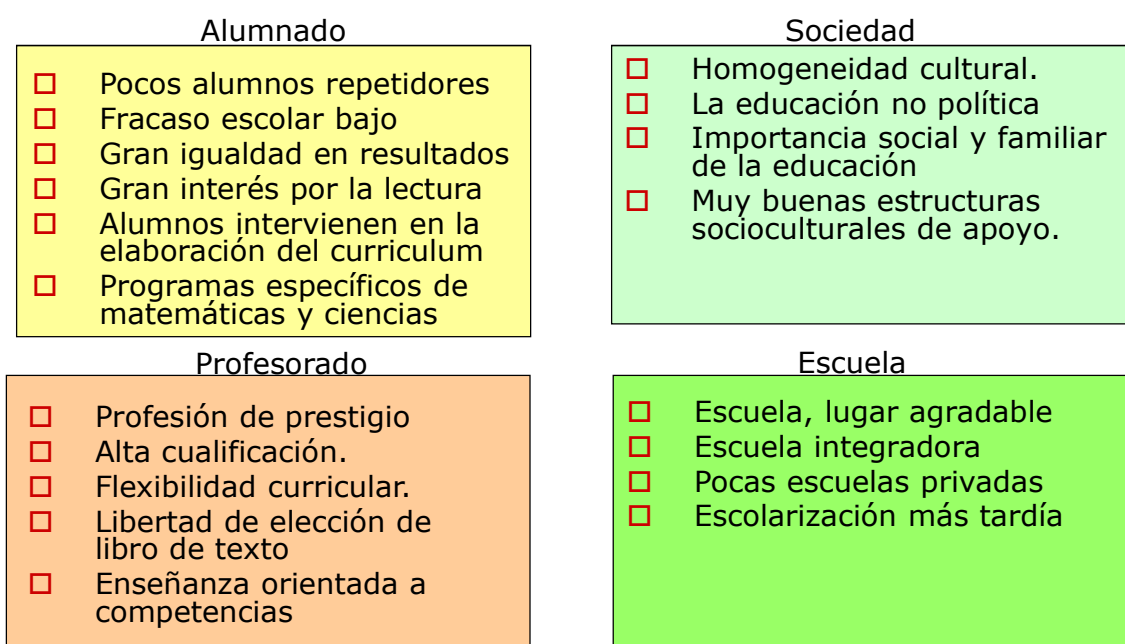 Alumnado
Pocos alumnos repetidores
Fracaso escolar bajo
Gran igualdad en resultados
Gran interés por la lectura
Alumnos intervienen en la
elaboración del curriculum
Programas específicos de
matemáticas y ciencias
Sociedad
Homogeneidad cultural.
La educación no política
Importancia social y familiar
de la educación
Muy buenas estructuras
socioculturales de apoyo.
Profesorado
Profesión de prestigio
Alta cualificación.
Flexibilidad curricular.
Libertad de elección de
libro de texto
Enseñanza orientada a
competencias
Escuela
Escuela, lugar agradable
Escuela integradora
Pocas escuelas privadas
Escolarización más tardía